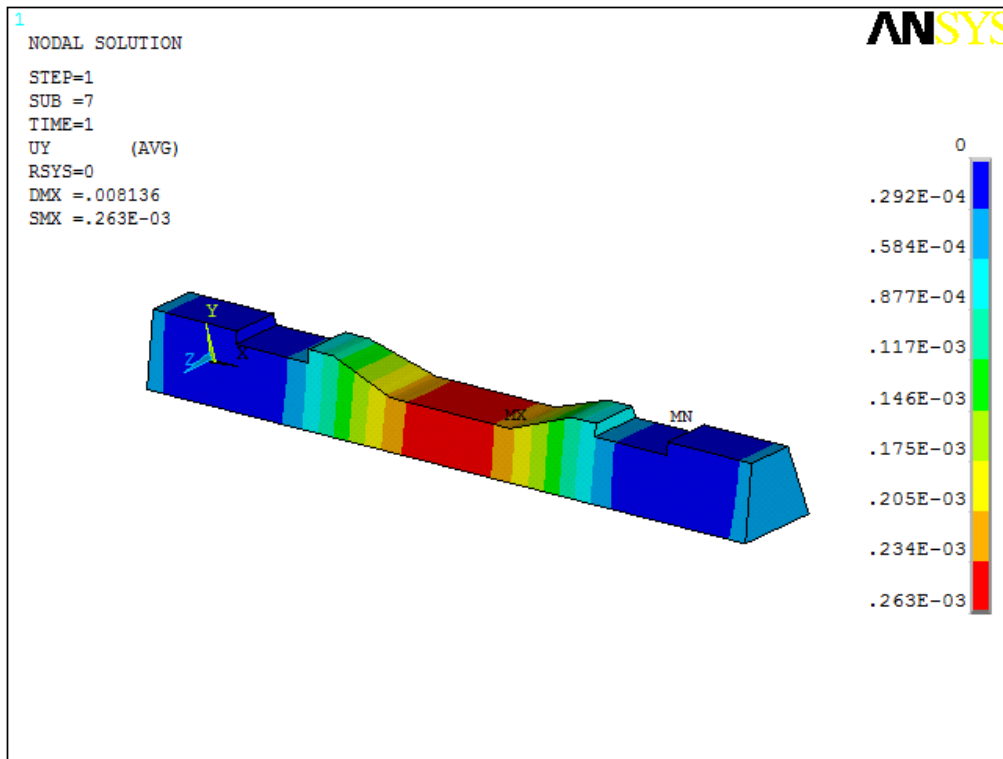 1
ANSYS
NODAL SOLUTION
STEP=1
SUB =7
TIME=1
UY (AVG)
RSYS=0
DMX =.008136
SMX =.263E-03
0
.292E-04
.584E-04
.877E-04
.117E-03
.146E-03
.175E-03
.205E-03
.234E-03
.263E-03
Y
Z
X
MX
MN